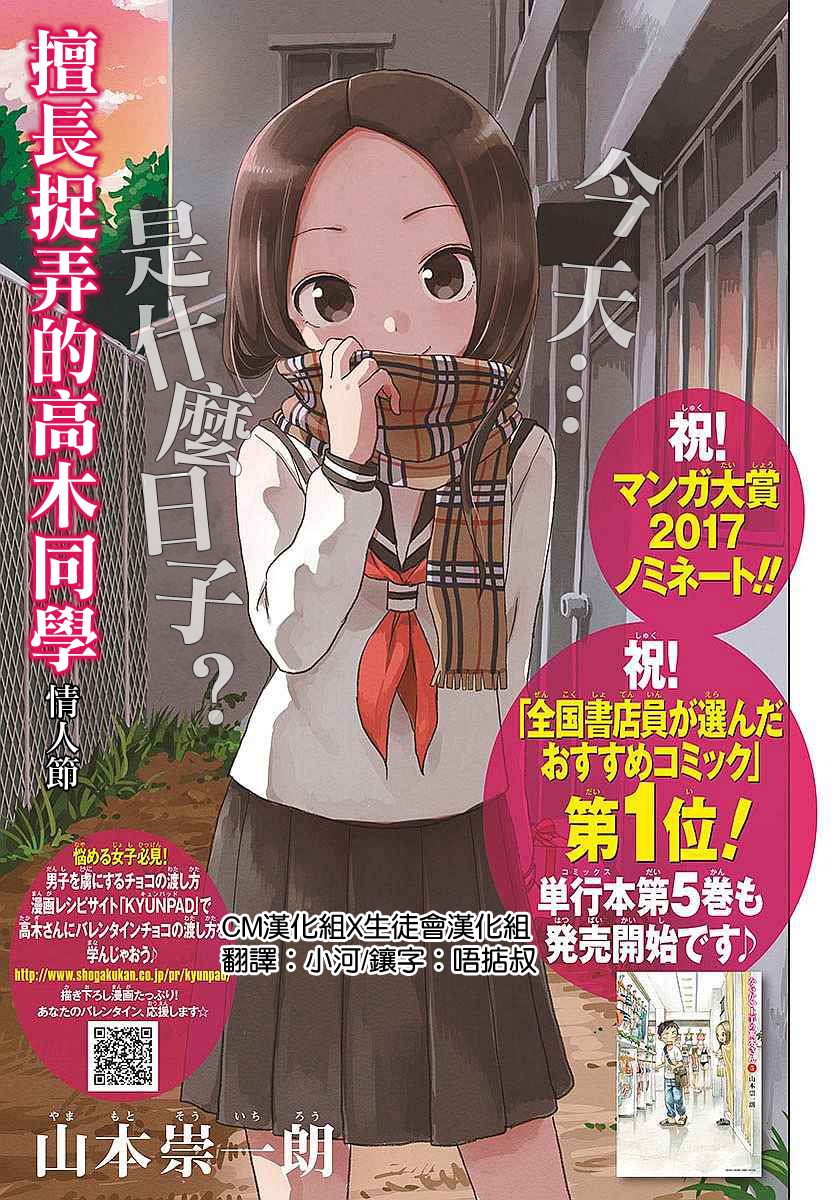 今天…
是什麼日子？
擅長捉弄的高木同學
情人節
祝！
マンガ大賞
2017
ノミネート!!
祝！
「全国書店員が選んだ
おすすめコミック」
第1位！
単行本第5巻も
発売開始です♪
悩める女子必見！
男子を虜にするチョコの渡し方
漫画レシピサイト「KYUNPAD」で
高木さんにバレンタインチョコの渡し方を
学んじゃおう♪
http://www.shogakukan.co.jp/pr/kyunpad/
描き下ろし漫画たっぷり！
あなたのバレンタイン、応援します☆
CM漢化組X生徒會漢化組
翻譯：小河/鑲字：唔掂叔
山本崇一朗